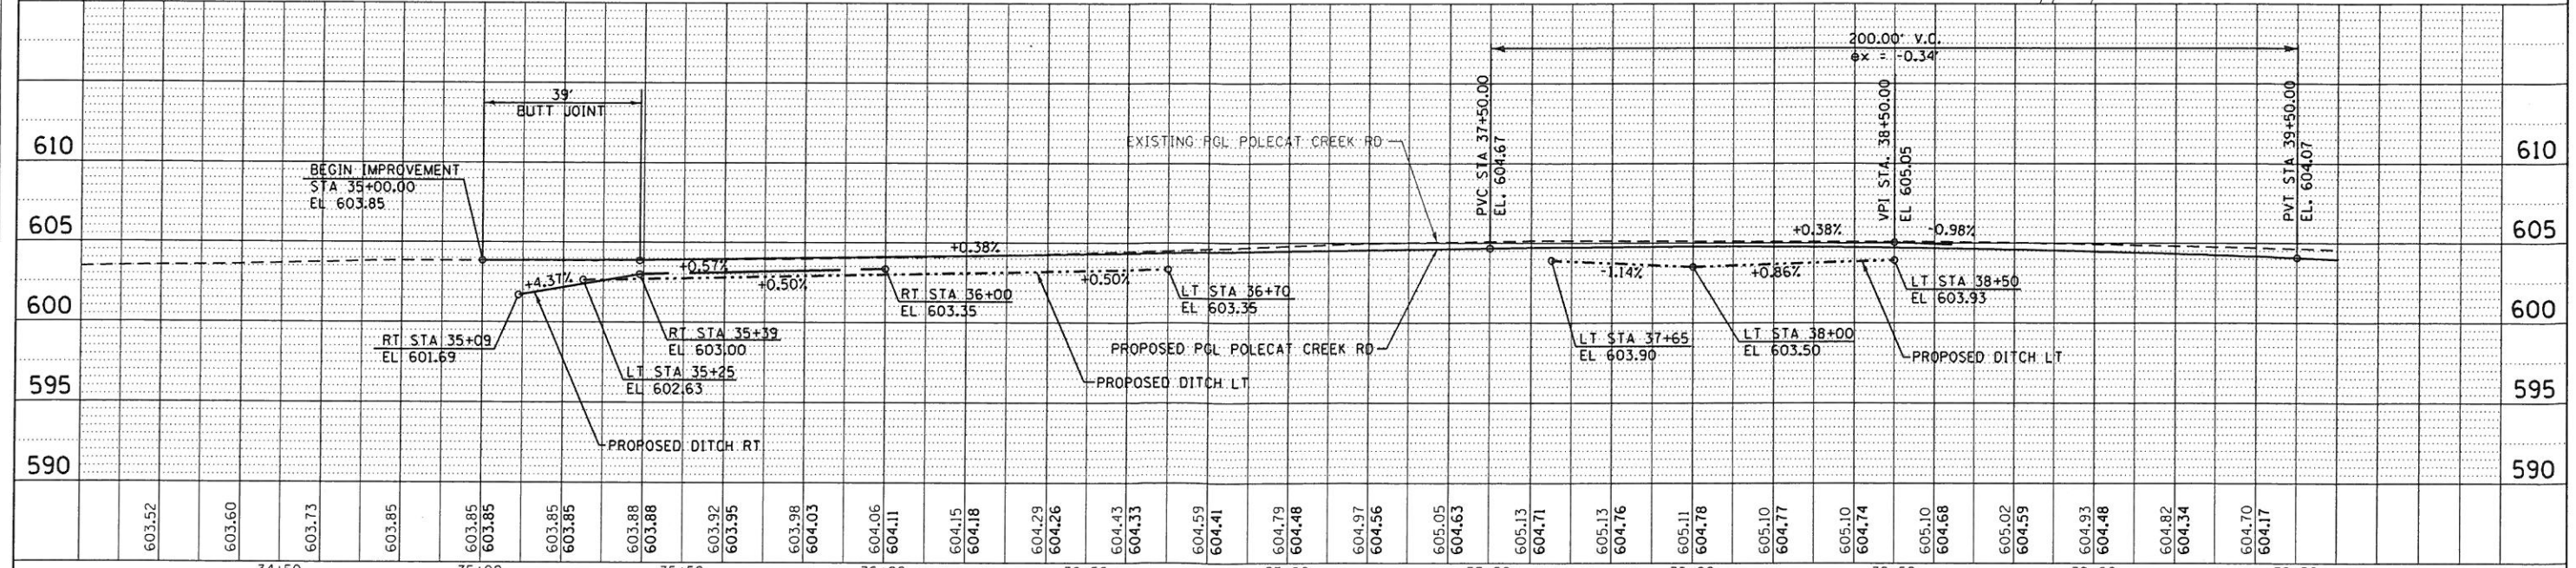 200.00' V.C.
ex = -0.34'
39'
BUTT JOINT
PVC STA 37+50.00
EL. 604.67
VPI STA. 38+50.00
EL 605.05
PVT STA 39+50.00
EL. 604.07
610
EXISTING PGL POLECAT CREEK RD
610
BEGIN IMPROVEMENT
STA 35+00.00
EL 603.85
605
+0.38%
+0.38%
-0.98%
605
+4.37%
+0.57%
+0.50%
+0.50%
-1.14%
+0.86%
RT STA 36+00
EL 603.35
LT STA 36+70
EL 603.35
LT STA 38+50
EL 603.93
600
600
RT STA 35+09
EL 601.69
RT STA 35+39
EL 603.00
PROPOSED PGL POLECAT CREEK RD
LT STA 37+65
EL 603.90
LT STA 38+00
EL 603.50
PROPOSED DITCH LT
LT STA 35+25
EL 602.63
PROPOSED DITCH LT
595
595
PROPOSED DITCH RT
590
590
603.52
603.60
603.73
603.85
603.85
603.85
603.85
603.85
603.88
603.88
603.92
603.95
603.98
604.03
604.06
604.11
604.15
604.18
604.29
604.26
604.43
604.33
604.59
604.41
604.79
604.48
604.97
604.56
605.05
604.63
605.13
604.71
605.13
604.76
605.11
604.78
605.10
604.77
605.10
604.74
605.10
604.68
605.02
604.59
604.93
604.48
604.82
604.34
604.70
604.17